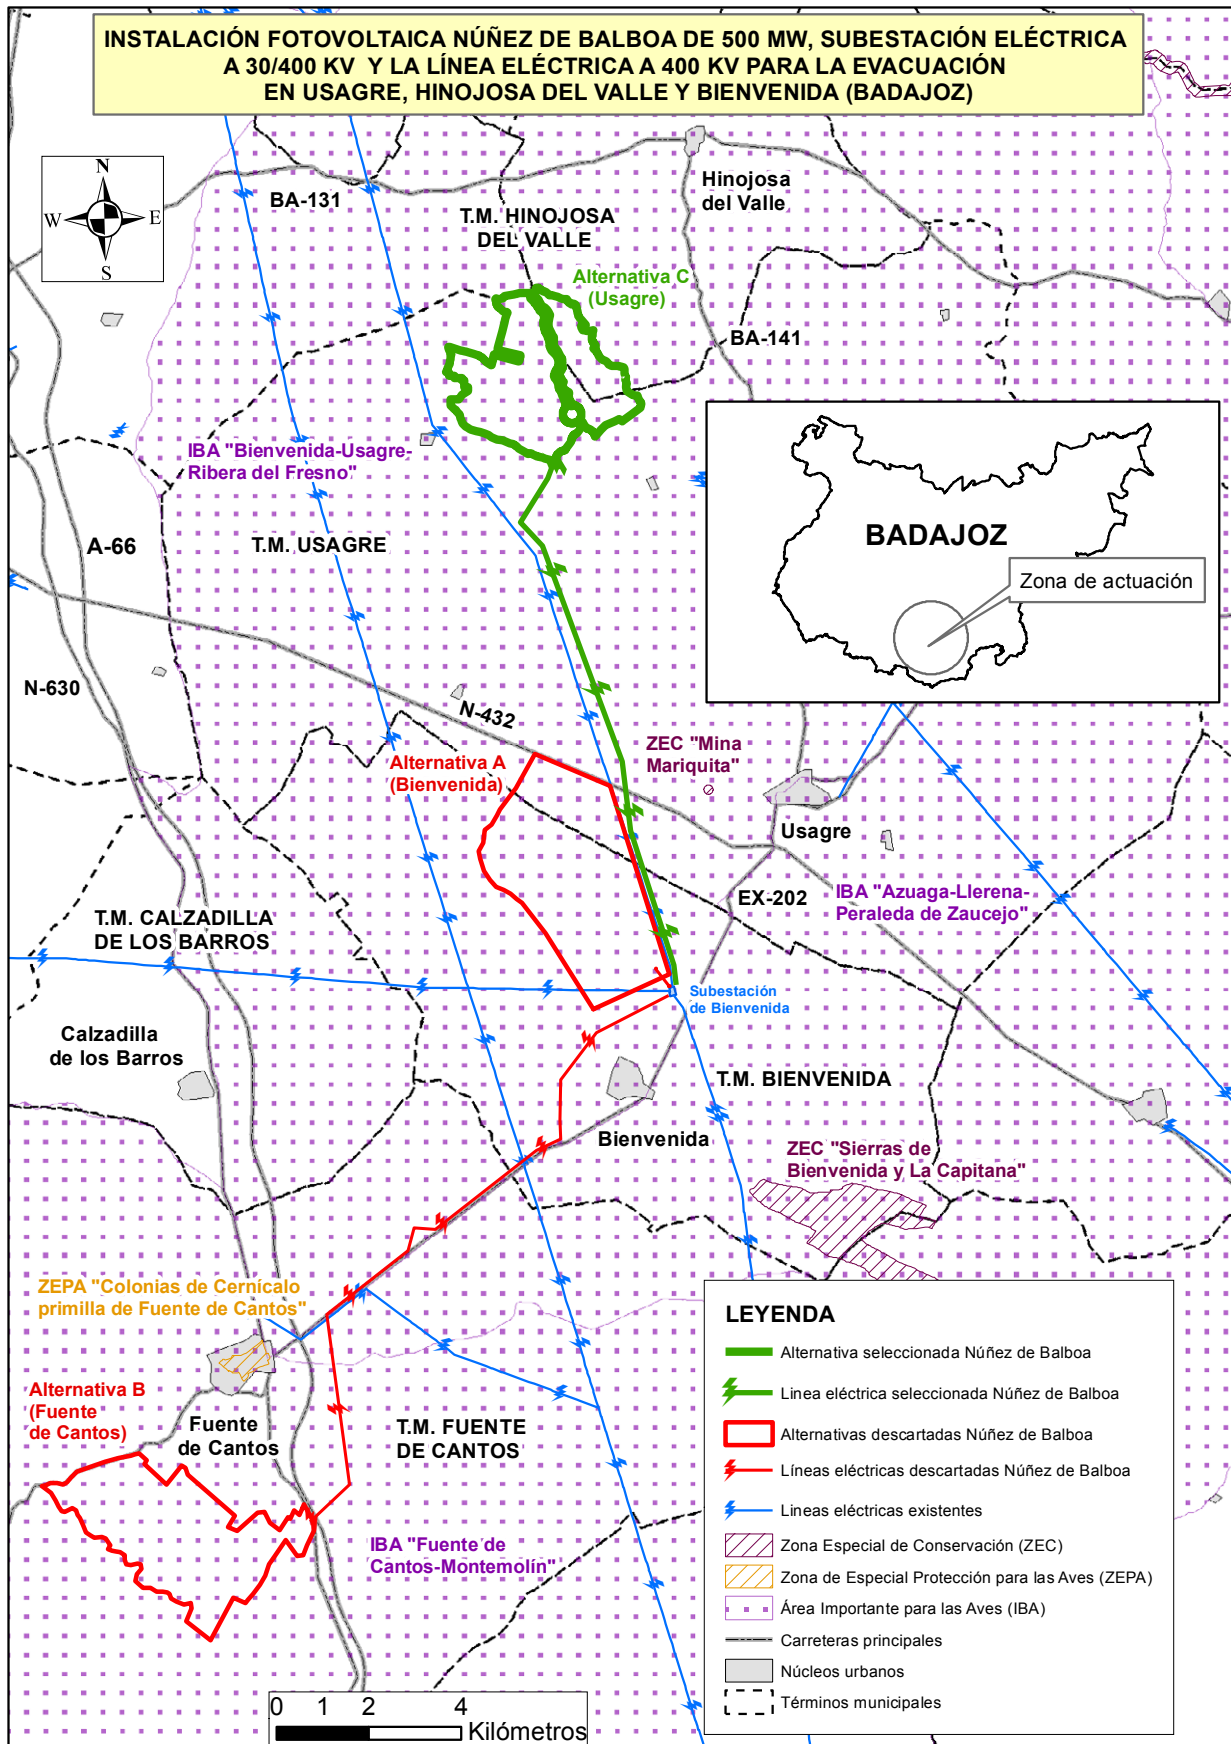 INSTALACIÓN FOTOVOLTAICA NÚÑEZ DE BALBOA DE 500 MW, SUBESTACIÓN ELÉCTRICA
A 30/400 KV Y LA LÍNEA ELÉCTRICA A 400 KV PARA LA EVACUACIÓN
EN USAGRE, HINOJOSA DEL VALLE Y BIENVENIDA (BADAJOZ)
N
W
E
S
BA-131
T.M. HINOJOSA
DEL VALLE
Hinojosa
del Valle
Alternativa C
(Usagre)
BA-141
IBA "Bienvenida-Usagre-
Ribera del Fresno"
A-66
T.M. USAGRE
BADAJOZ
Zona de actuación
N-630
N-432
Alternativa A
(Bienvenida)
ZEC "Mina
Mariquita"
Usagre
EX-202
IBA "Azuaga-Llerena-
Peraleda de Zaucejo"
T.M. CALZADILLA
DE LOS BARROS
Subestación
de Bienvenida
Calzadilla
de los Barros
T.M. BIENVENIDA
Bienvenida
ZEC "Sierras de
Bienvenida y La Capitana"
ZEPA "Colonias de Cernícalo
primilla de Fuente de Cantos"
Alternativa B
(Fuente
de Cantos)
Fuente
de Cantos
T.M. FUENTE
DE CANTOS
IBA "Fuente de
Cantos-Montemolín"
LEYENDA
Alternativa seleccionada Núñez de Balboa
Linea eléctrica seleccionada Núñez de Balboa
Alternativas descartadas Núñez de Balboa
Líneas eléctricas descartadas Núñez de Balboa
Lineas eléctricas existentes
Zona Especial de Conservación (ZEC)
Zona de Especial Protección para las Aves (ZEPA)
Área Importante para las Aves (IBA)
Carreteras principales
Núcleos urbanos
Términos municipales
0 1 2 4
Kilómetros